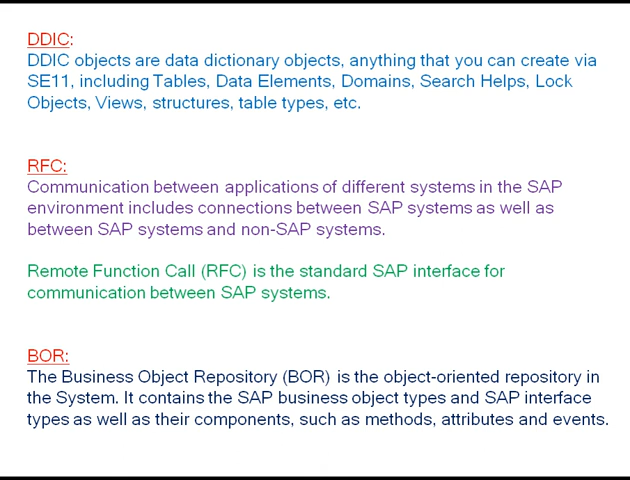 DDIC:
DDIC objects are data dictionary objects, anything that you can create via
SE11, including Tables, Data Elements, Domains, Search Helps, Lock
Objects, Views, structures, table types, etc.
RFC:
Communication between applications of different systems in the SAP
environment includes connections between SAP systems as well as
between SAP systems and non-SAP systems.
Remote Function Call (RFC) is the standard SAP interface for
communication between SAP systems.
BOR:
The Business Object Repository (BOR) is the object-oriented repository in
the System. It contains the SAP business object types and SAP interface
types as well as their components, such as methods, attributes and events.